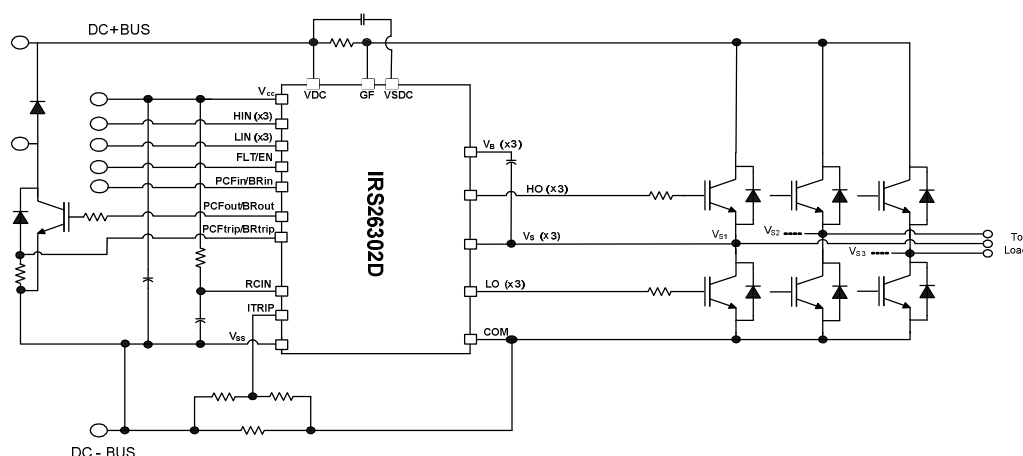 DC+BUS
VDC
GF
VSDC
Vcc
HIN (x3)
LIN (x3)
FLT/EN
PCFin/BRin
PCFout/BRout
PCFtrip/BRtrip
RCIN
ITRIP
VSS
IRS26302D
VB (x3)
HO (x3)
VS (x3)
LO (x3)
COM
VS1
VS2
VS3
To
Load
DC - BUS